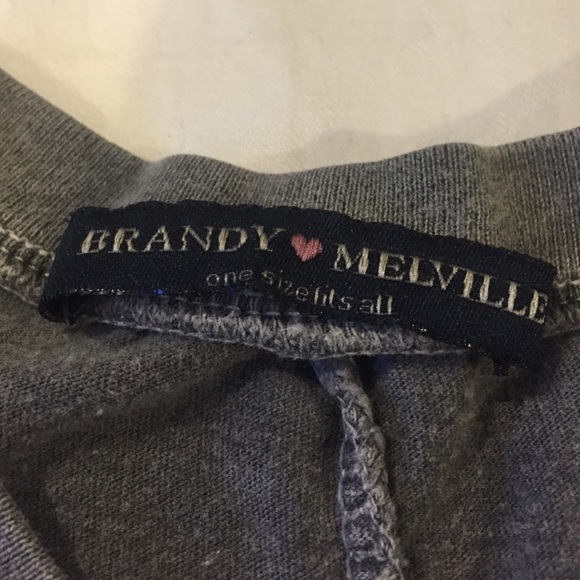 BRANDY ♥ MELVILLE
one size fits all